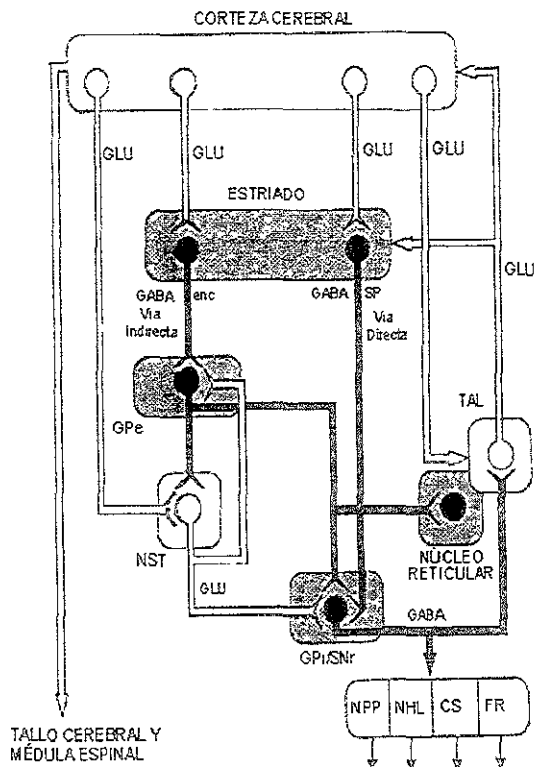 CORTEZA CEREBRAL
GLU
GLU
GLU
GLU
ESTRIADO
GLU
GABA enc
GABA SP
Via
Indirecta
Via
Directa
TAL
GPe
NST
NÚCLEO
RETICULAR
GLU
GABA
GPi/SNr
NPP NHL CS FR
TALLO CEREBRAL Y
MÉDULA ESPINAL